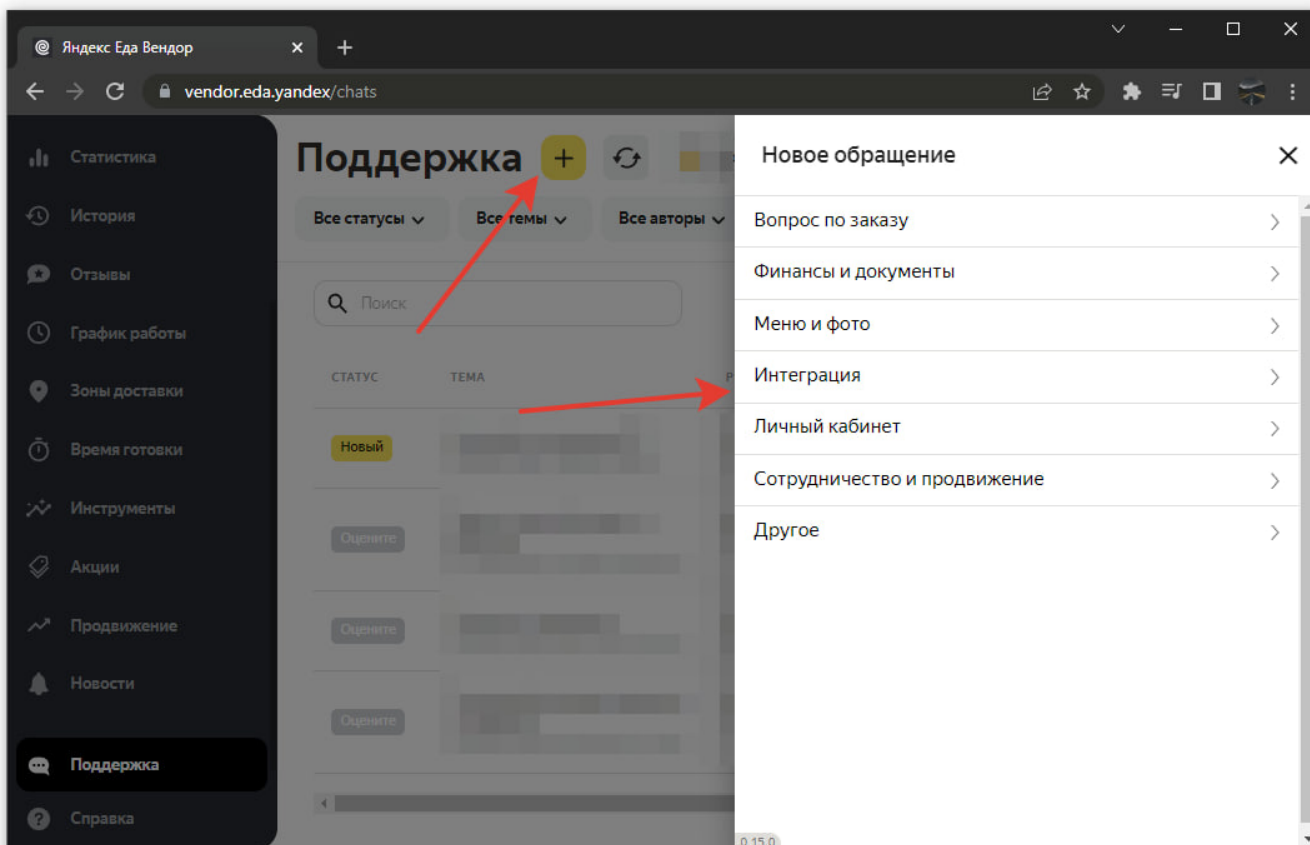 Яндекс Еда Вендор
vendor.eda.yandex/chats
Статистика
История
Отзывы
График работы
Зоны доставки
Время готовки
Инструменты
Акции
Продвижение
Новости
Поддержка
Справка
Поддержка
Все статусы
Все темы
Все авторы
Поиск
СТАТУС ТЕМА
Новый
Оцените
Оцените
Оцените
Новое обращение
Вопрос по заказу
Финансы и документы
Меню и фото
Интеграция
Личный кабинет
Сотрудничество и продвижение
Другое
0.15.0